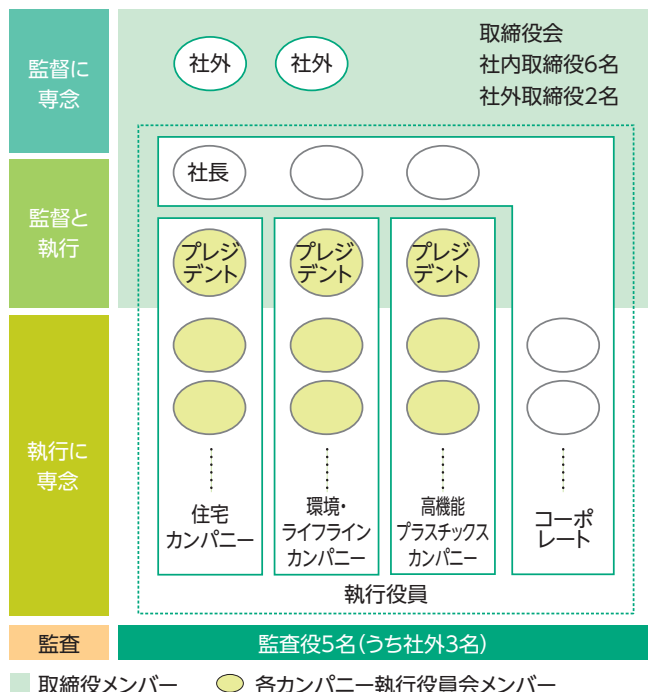 監督に
専念
社外
社外
取締役会
社内取締役6名
社外取締役2名
監督と
執行
社長
プレジ
デント
プレジ
デント
プレジ
デント
執行に
専念
住宅
カンパニー
環境・
ライフライン
カンパニー
高機能
プラスチックス
カンパニー
コーポ
レート
執行役員
監査
監査役5名(うち社外3名)
取締役メンバー
各カンパニー執行役員会メンバー